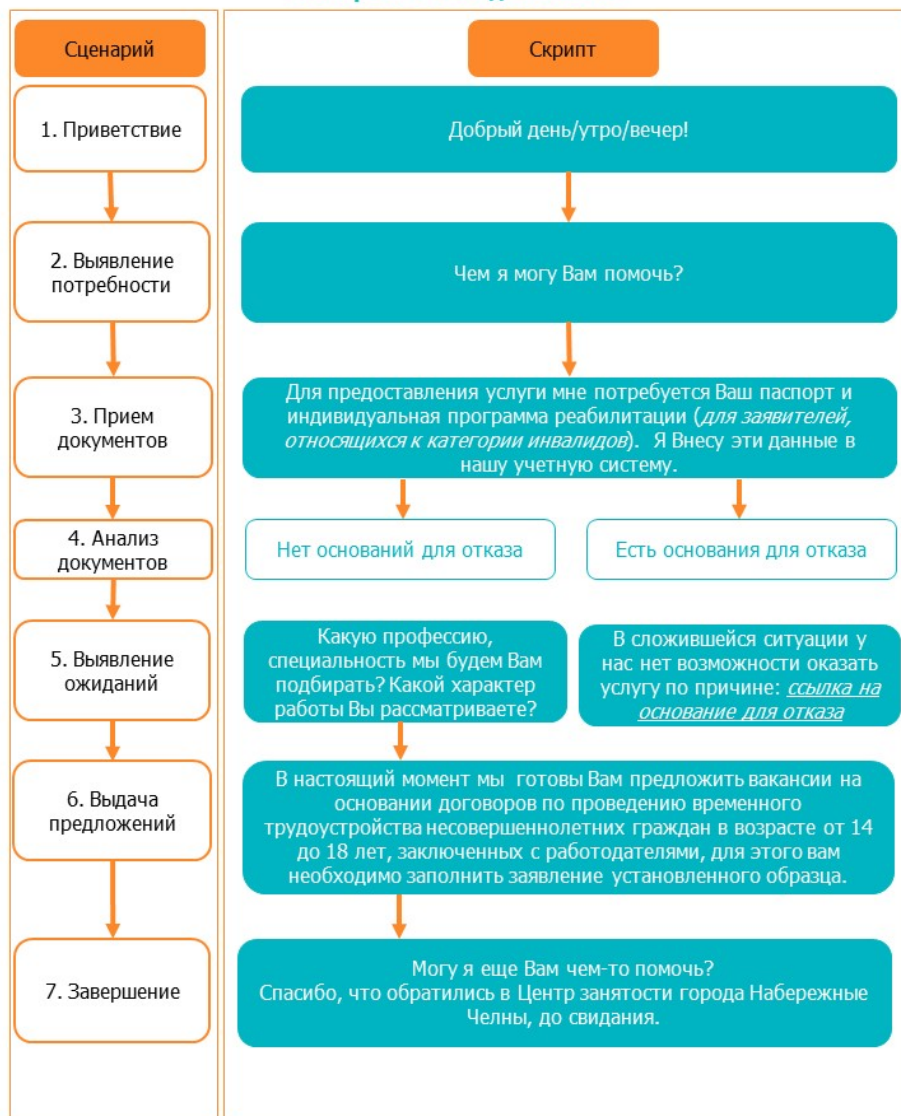 Сценарий
Скрипт
1. Приветствие
Добрый день/утро/вечер!
2. Выявление
потребности
Чем я могу Вам помочь?
3. Прием
документов
Для предоставления услуги мне потребуется Ваш паспорт и
индивидуальная программа реабилитации (для заявителей,
относящихся к категории инвалидов). Я Внесу эти данные в
нашу учетную систему.
4. Анализ
документов
Нет оснований для отказа
Есть основания для отказа
5. Выявление
ожиданий
Какую профессию,
специальность мы будем Вам
подбирать? Какой характер
работы Вы рассматриваете?
В сложившейся ситуации у
нас нет возможности оказать
услугу по причине: ссылка на
основание для отказа
6. Выдача
предложений
В настоящий момент мы готовы Вам предложить вакансии на
основании договоров по проведению временного
трудоустройства несовершеннолетних граждан в возрасте от 14
до 18 лет, заключенных с работодателями, для этого вам
необходимо заполнить заявление установленного образца.
7. Завершение
Могу я еще Вам чем-то помочь?
Спасибо, что обратились в Центр занятости города Набережные
Челны, до свидания.